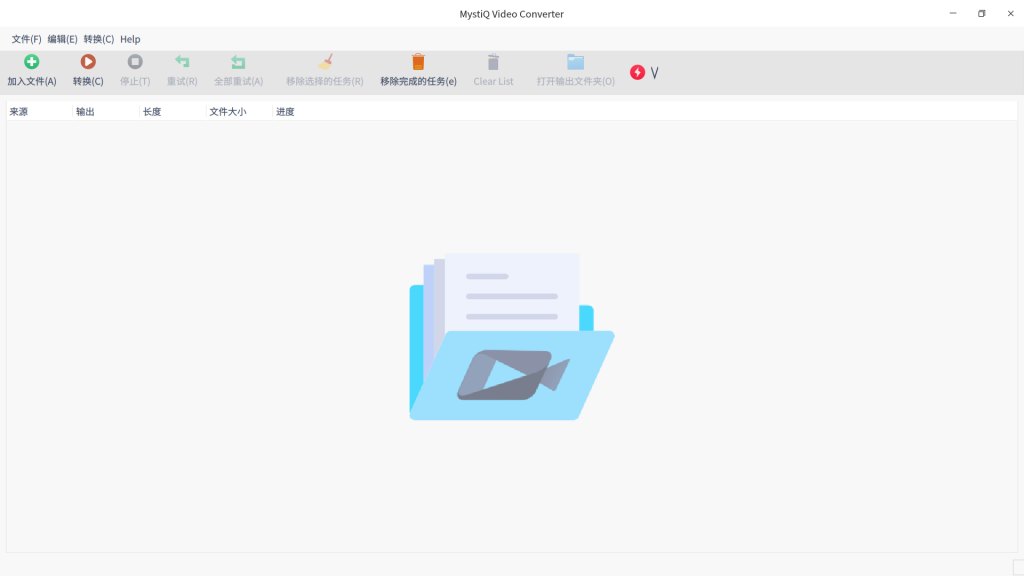 MystiQ Video Converter
文件(F) 编辑(E) 转换(C) Help
加入文件(A) 转换(C) 停止(T) 重试(R) 全部重试(A) 移除选择的任务(R) 移除完成的任务(e) Clear List 打开输出文件夹(O) V
来源 输出 长度 文件大小 进度